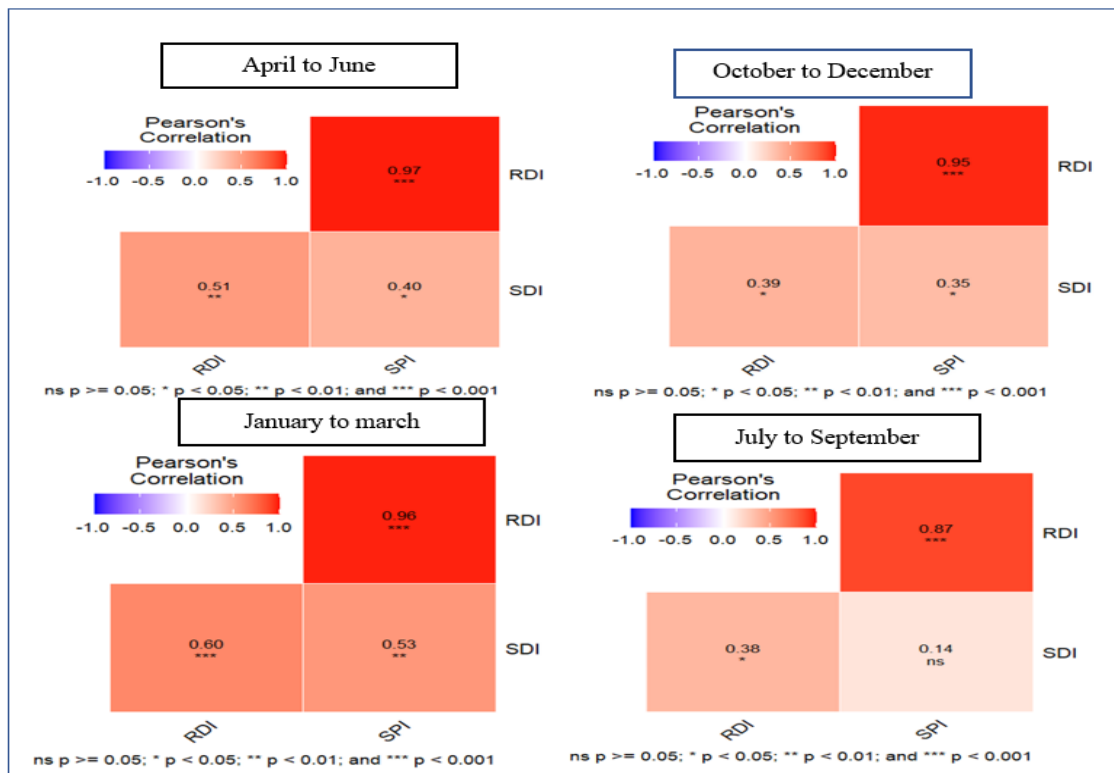 April to June
Pearson's
Correlation
-1.0 -0.5 0.0 0.5 1.0
0.97
***
RDI
0.51
**
0.40
*
SDI
RDI
SPI
ns p >= 0.05; * p < 0.05; ** p < 0.01; and *** p < 0.001
October to December
Pearson's
Correlation
-1.0 -0.5 0.0 0.5 1.0
0.95
***
RDI
0.39
*
0.35
*
SDI
RDI
SPI
ns p >= 0.05; * p < 0.05; ** p < 0.01; and *** p < 0.001
January to march
Pearson's
Correlation
-1.0 -0.5 0.0 0.5 1.0
0.96
***
RDI
0.60
***
0.53
**
SDI
RDI
SPI
ns p >= 0.05; * p < 0.05; ** p < 0.01; and *** p < 0.001
July to September
Pearson's
Correlation
-1.0 -0.5 0.0 0.5 1.0
0.87
***
RDI
0.38
*
0.14
ns
SDI
RDI
SPI
ns p >= 0.05; * p < 0.05; ** p < 0.01; and *** p < 0.001